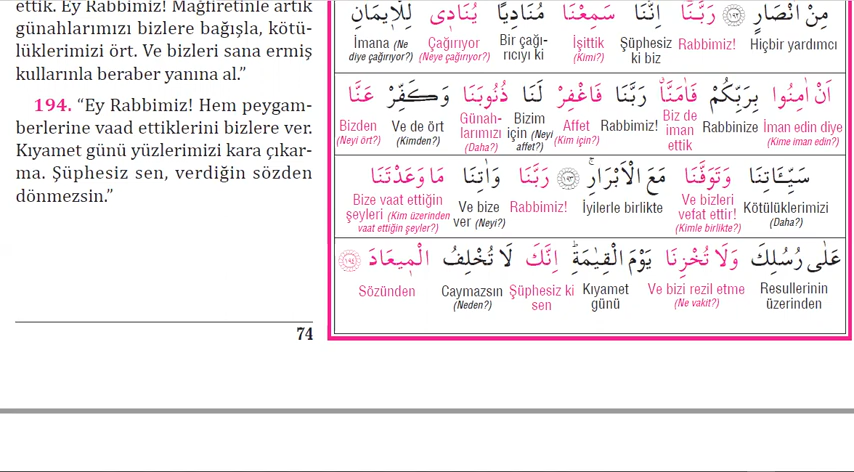 ettik. Ey Rabbimiz! Mağfiretinle artık
günahlarımızı bizlere bağışla, kötü-
lüklerimizi ört. Ve bizleri sana ermiş
kullarınla beraber yanına al.”
194. “Ey Rabbimiz! Hem peygam-
berlerine vaad ettiklerini bizlere ver.
Kıyamet günü yüzlerimizi kara çıkar-
ma. Şüphesiz sen, verdiğin sözden
dönmezsin.”
74
مِنْ اَنْصَارٍ ﴿١٩٢﴾ رَبَّنَٓا اِنَّنَا سَمِعْنَا مُنَادِيًا يُنَادٖي لِلْاٖيمَانِ
Hiçbir yardımcı Rabbimiz! Şüphesiz ki biz İşittik (Kimi?) Bir çağı-rıcıyı ki Çağırıyor (Neye çağırıyor?) İmana (Ne diye çağırıyor?)
اَنْ اٰمِنُوا بِرَبِّكُمْ فَاٰمَنَّاۗ رَبَّنَا فَاغْفِرْ لَنَا ذُنُوبَنَا وَكَفِّرْ عَنَّا
İman edin diye (Kime iman edin?) Rabbinize Biz de iman ettik Rabbimiz! Affet (Kim için?) Bizim için (Neyi affet?) Günah-larımızı (Daha?) Ve de ört (Kimden?) Bizden (Neyi ört?)
سَيِّـَٔاتِنَا وَتَوَفَّنَا مَعَ الْاَبْرَارِۚ ﴿١٩٣﴾ رَبَّنَا وَاٰتِنَا مَا وَعَدْتَنَا
Kötülüklerimizi (Daha?) Ve bizleri vefat ettir! (Kimle birlikte?) İyilerle birlikte Rabbimiz! Ve bize ver (Neyi?) Bize vaat ettiğin şeyleri (Kim üzerinden vaat ettiğin şeyler?)
عَلٰى رُسُلِكَ وَلَا تُخْزِنَا يَوْمَ الْقِيٰمَةِۜ اِنَّكَ لَا تُخْلِفُ الْمٖيعَادَ ﴿١٩٤﴾
Resullerinin üzerinden Ve bizi rezil etme (Ne vakit?) Kıyamet günü Şüphesiz ki sen Caymazsın (Neden?) Sözünden